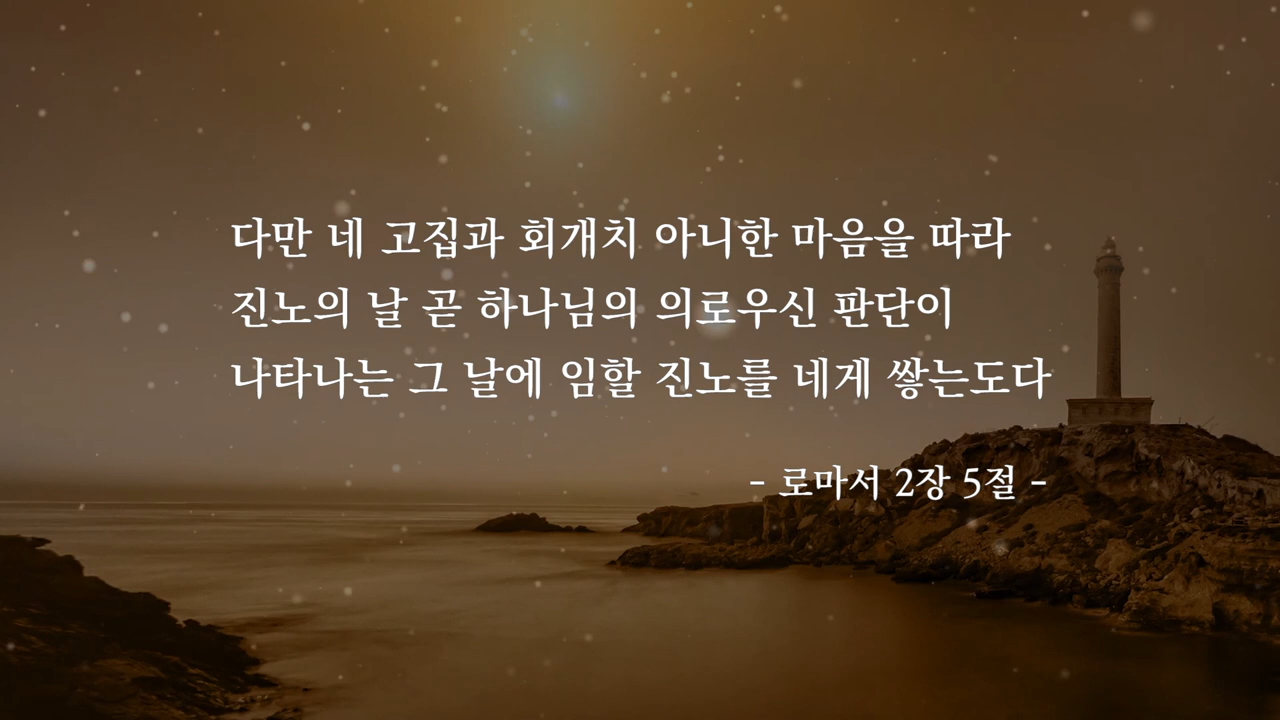 다만 네 고집과 회개치 아니한 마음을 따라
진노의 날 곧 하나님의 의로우신 판단이
나타나는 그 날에 임할 진노를 네게 쌓는도다
- 로마서 2장 5절 -